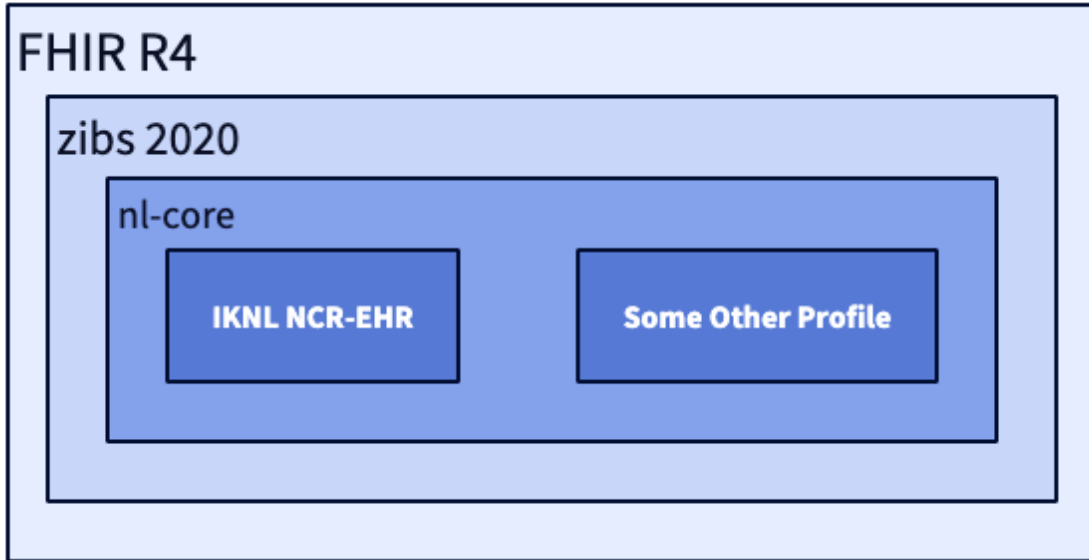 FHIR R4
zibs 2020
nl-core
IKNL NCR-EHR
Some Other Profile